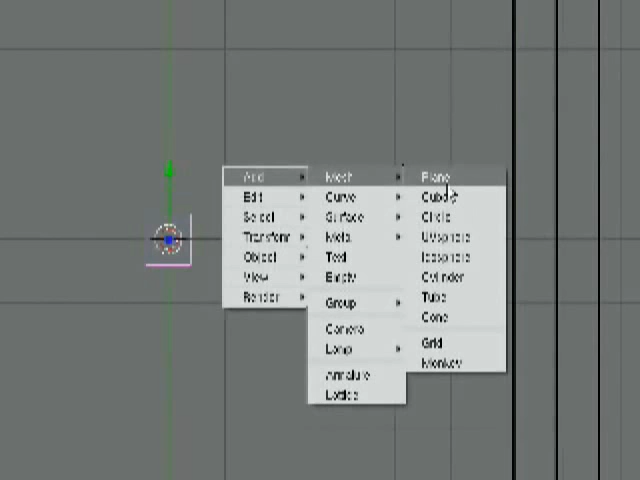 Add
Edit
Select
Transform
Object
View
Render
Mesh
Curve
Surface
Meta
Text
Empty
Group
Camera
Lamp
Armature
Lattice
Plane
Cube
Circle
UVsphere
Icosphere
Cylinder
Tube
Cone
Grid
Monkey